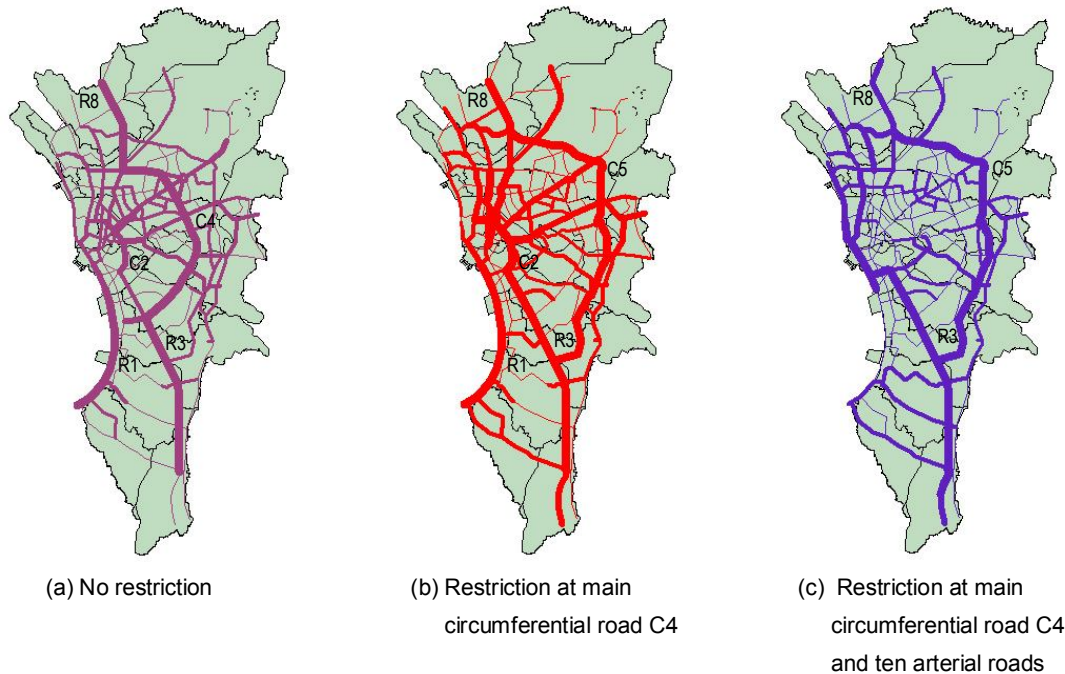 R8
C4
C2
R3
R1
(a) No restriction
R8
C5
C2
R3
R1
(b) Restriction at main
circumferential road C4
R8
C5
R3
(c) Restriction at main
circumferential road C4
and ten arterial roads